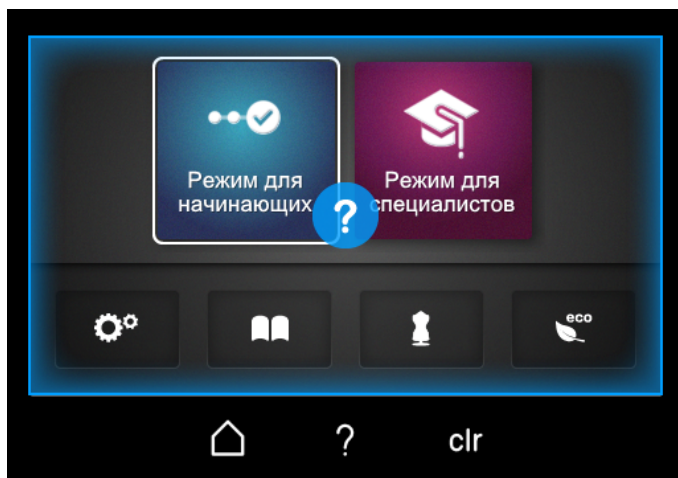 Режим для
начинающих
Режим для
специалистов
?
eco
?
clr